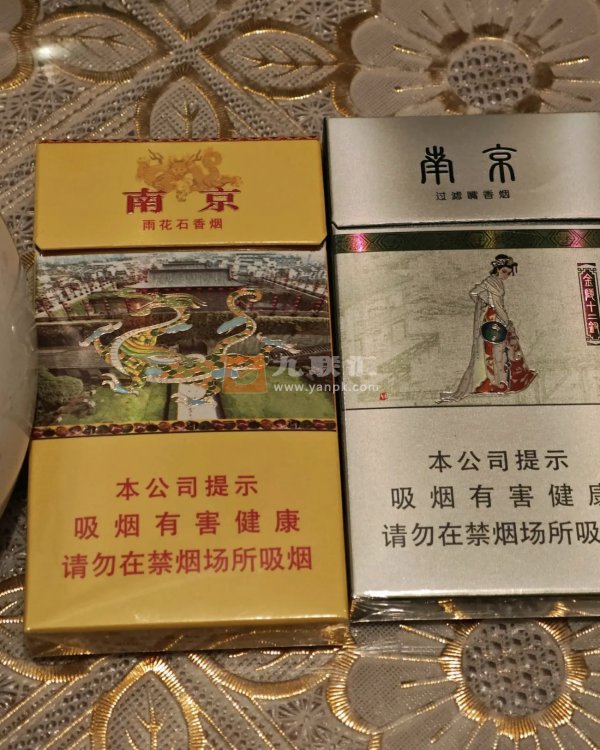 南京
雨花石香烟
本公司提示
吸烟有害健康
请勿在禁烟场所吸烟
南京
过滤嘴香烟
金陵十二钗
本公司提示
吸烟有害健康
请勿在禁烟场所吸
九联汇
www.yanpk.com